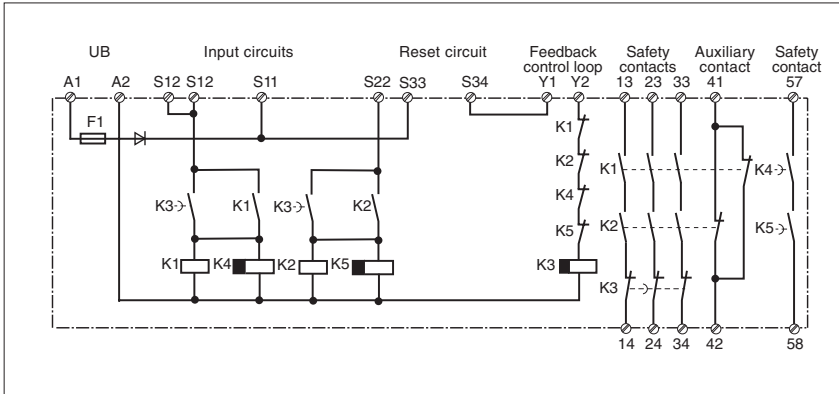 UB Input circuits Reset circuit Feedback control loop Safety contacts Auxiliary contact Safety contact
A1 A2 S12 S12 S11 S22 S33 S34 Y1 Y2 13 23 33 41 57
F1
K1
K2
K1 K4
K3 K1 K3 K2 K4
K2 K5 K5
K1 K4 K2 K5 K3
K3
14 24 34 42 58